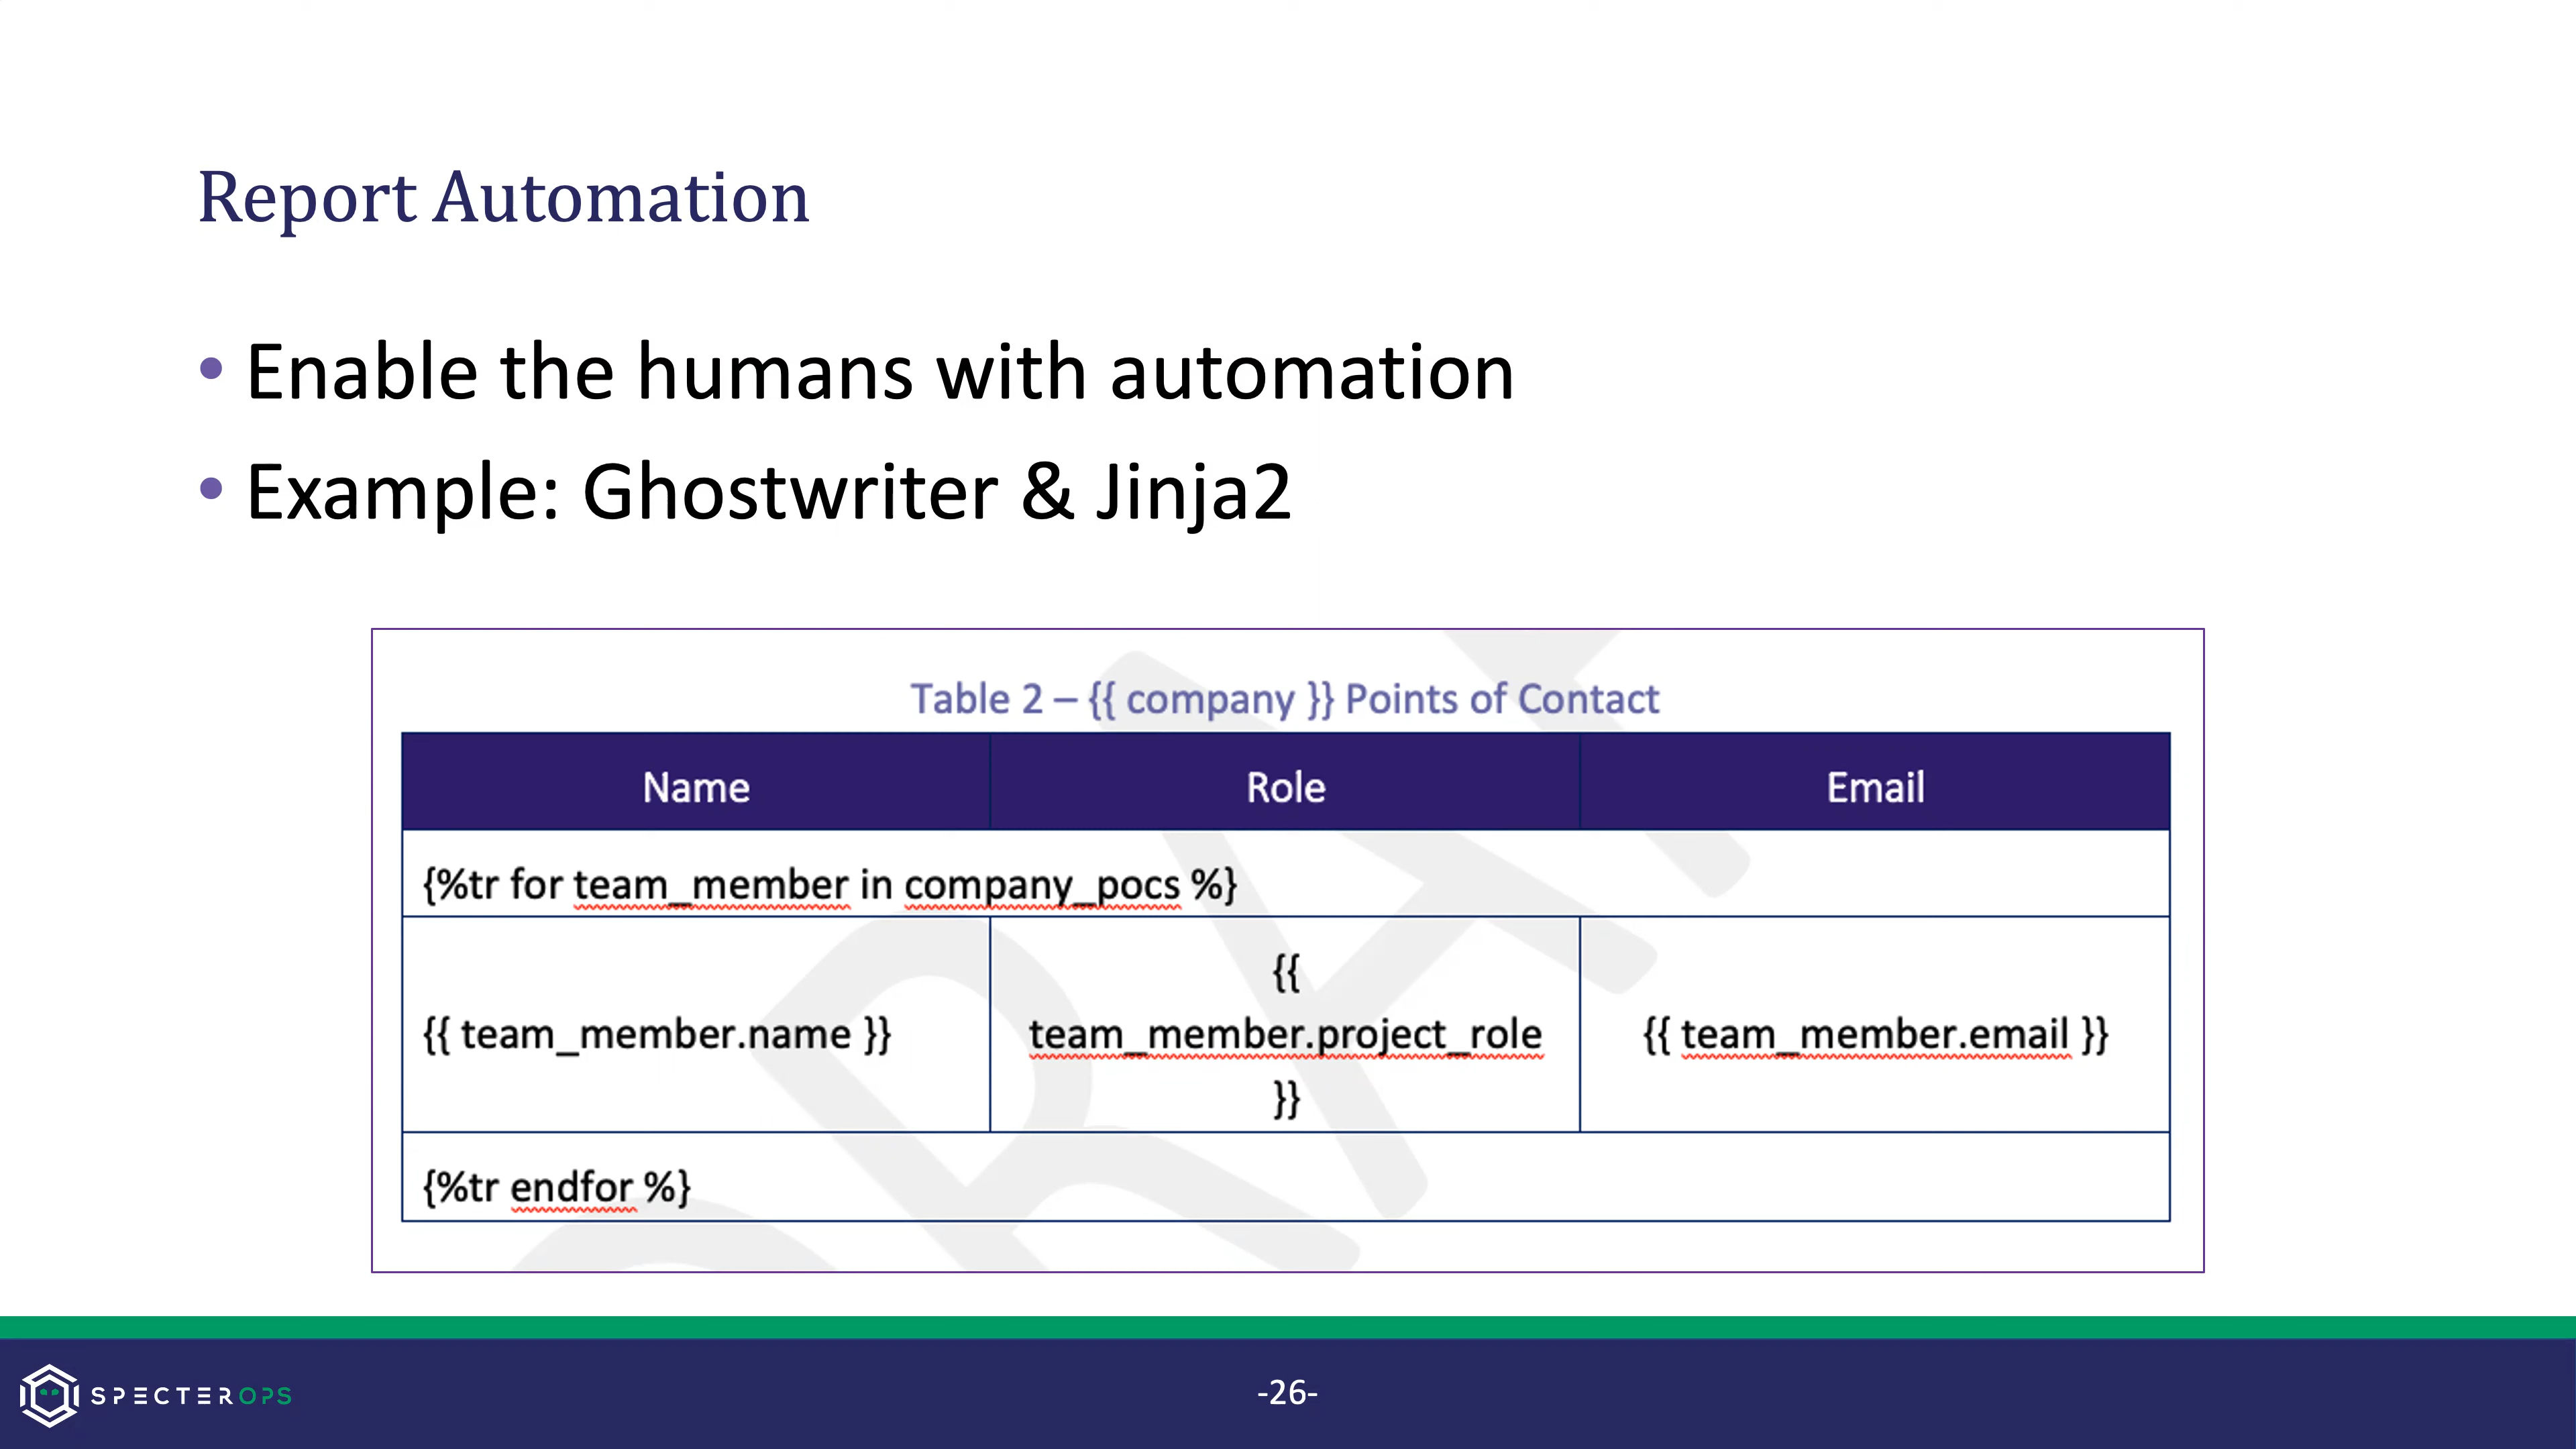 Report Automation
• Enable the humans with automation
• Example: Ghostwriter & Jinja2
Table 2 – {{ company }} Points of Contact
Name Role Email
{%tr for team_member in company_pocs %}
{{ team_member.name }} {{ team_member.project_role }} {{ team_member.email }}
{%tr endfor %}
DRAFT
SPECTEROPS
-26-